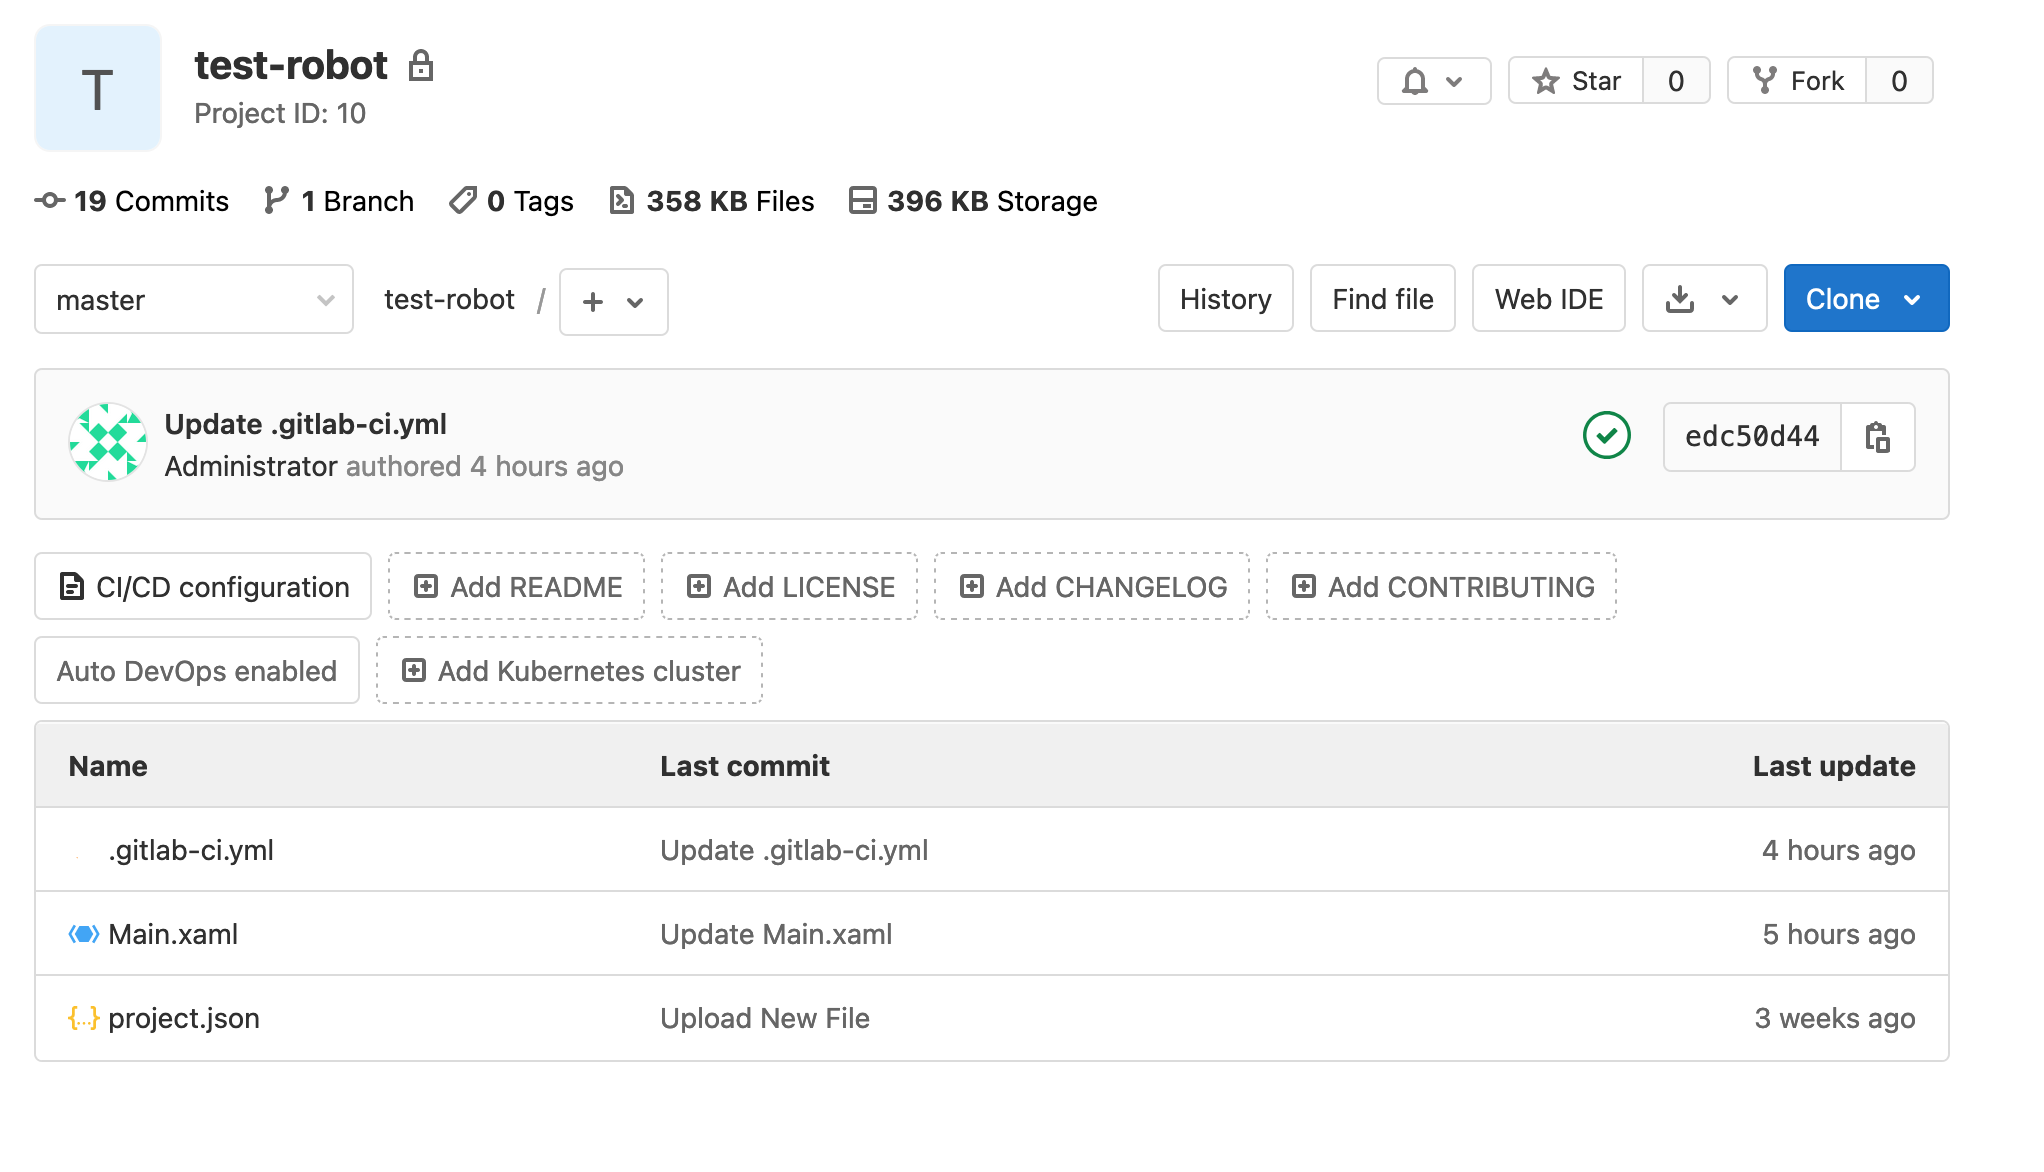 T
test-robot
Project ID: 10
Star 0
Fork 0
19 Commits 1 Branch 0 Tags 358 KB Files 396 KB Storage
master test-robot / + History Find file Web IDE Clone
Update .gitlab-ci.yml
Administrator authored 4 hours ago
edc50d44
CI/CD configuration Add README Add LICENSE Add CHANGELOG Add CONTRIBUTING
Auto DevOps enabled Add Kubernetes cluster
Name Last commit Last update
.gitlab-ci.yml Update .gitlab-ci.yml 4 hours ago
Main.xaml Update Main.xaml 5 hours ago
{...} project.json Upload New File 3 weeks ago